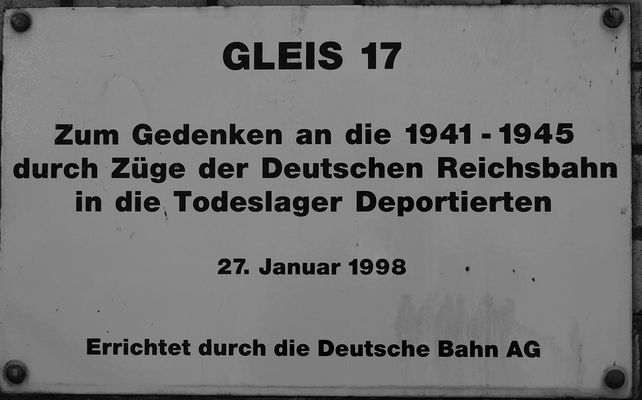 GLEIS 17
Zum Gedenken an die 1941 - 1945
durch Züge der Deutschen Reichsbahn
in die Todeslager Deportierten
27. Januar 1998
Errichtet durch die Deutsche Bahn AG